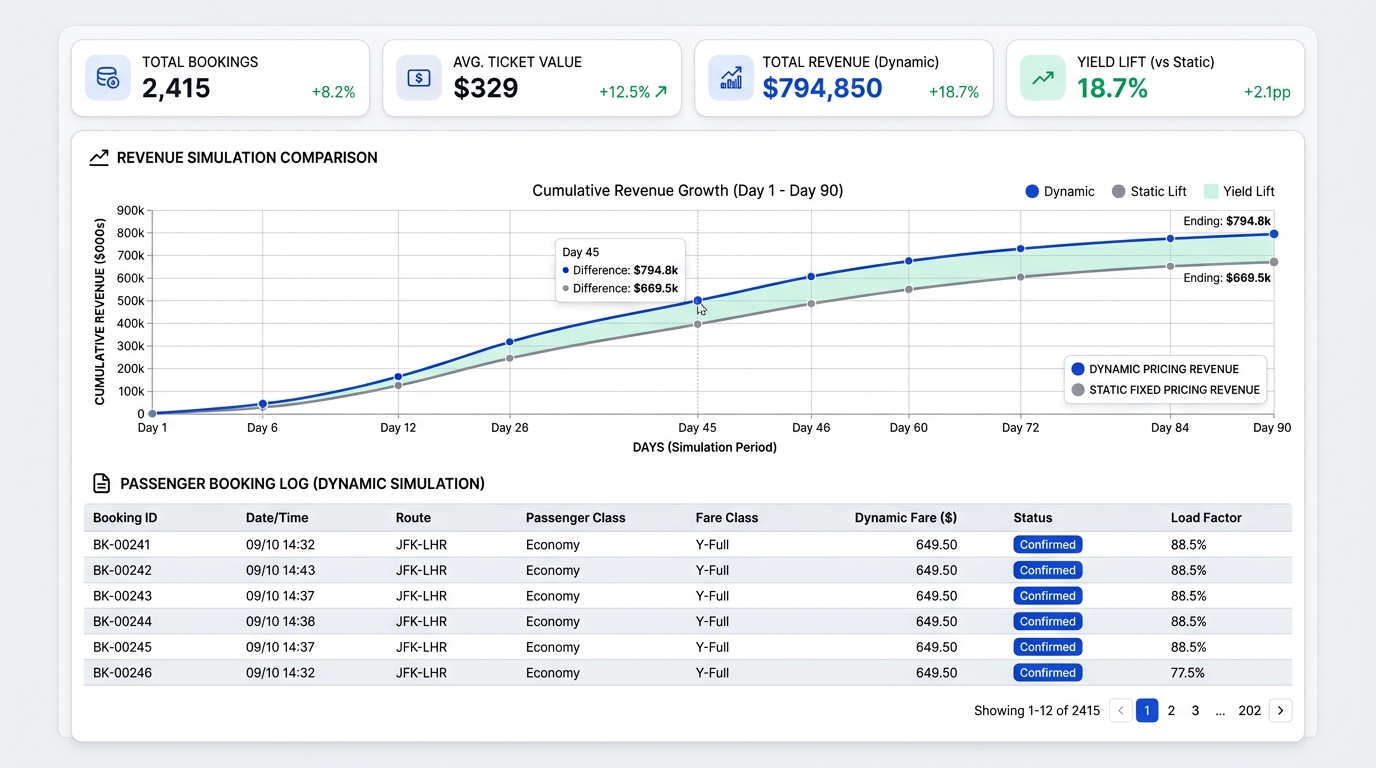 TOTAL BOOKINGS
2,415
+8.2%
AVG. TICKET VALUE
$329
+12.5%
TOTAL REVENUE (Dynamic)
$794,850
+18.7%
YIELD LIFT (vs Static)
18.7%
+2.1pp
REVENUE SIMULATION COMPARISON
Cumulative Revenue Growth (Day 1 - Day 90)
Dynamic
Static Lift
Yield Lift
CUMULATIVE REVENUE ($000s)
900k
800k
700k
600k
500k
400k
300k
200k
100k
0
Day 45
Difference: $794.8k
Difference: $669.5k
Ending: $794.8k
Ending: $669.5k
DYNAMIC PRICING REVENUE
STATIC FIXED PRICING REVENUE
Day 1 Day 6 Day 12 Day 26 Day 45 Day 46 Day 60 Day 72 Day 84 Day 90
DAYS (Simulation Period)
PASSENGER BOOKING LOG (DYNAMIC SIMULATION)
Booking ID Date/Time Route Passenger Class Fare Class Dynamic Fare ($) Status Load Factor
BK-00241 09/10 14:32 JFK-LHR Economy Y-Full 649.50 Confirmed 88.5%
BK-00242 09/10 14:43 JFK-LHR Economy Y-Full 649.50 Confirmed 88.5%
BK-00243 09/10 14:37 JFK-LHR Economy Y-Full 649.50 Confirmed 88.5%
BK-00244 09/10 14:38 JFK-LHR Economy Y-Full 649.50 Confirmed 88.5%
BK-00245 09/10 14:37 JFK-LHR Economy Y-Full 649.50 Confirmed 88.5%
BK-00246 09/10 14:32 JFK-LHR Economy Y-Full 649.50 Confirmed 77.5%
Showing 1-12 of 2415 1 2 3 ... 202